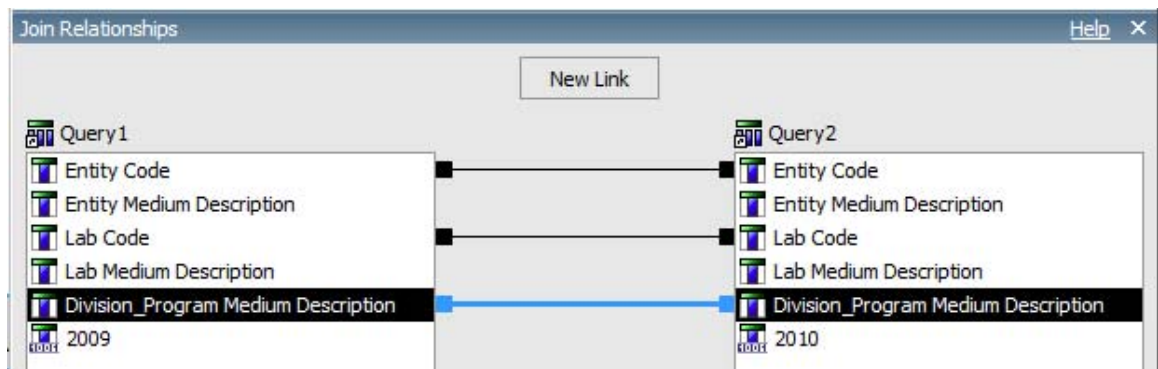 Join Relationships Help X
New Link
Query1 Query2
Entity Code Entity Code
Entity Medium Description Entity Medium Description
Lab Code Lab Code
Lab Medium Description Lab Medium Description
Division_Program Medium Description Division_Program Medium Description
2009 2010